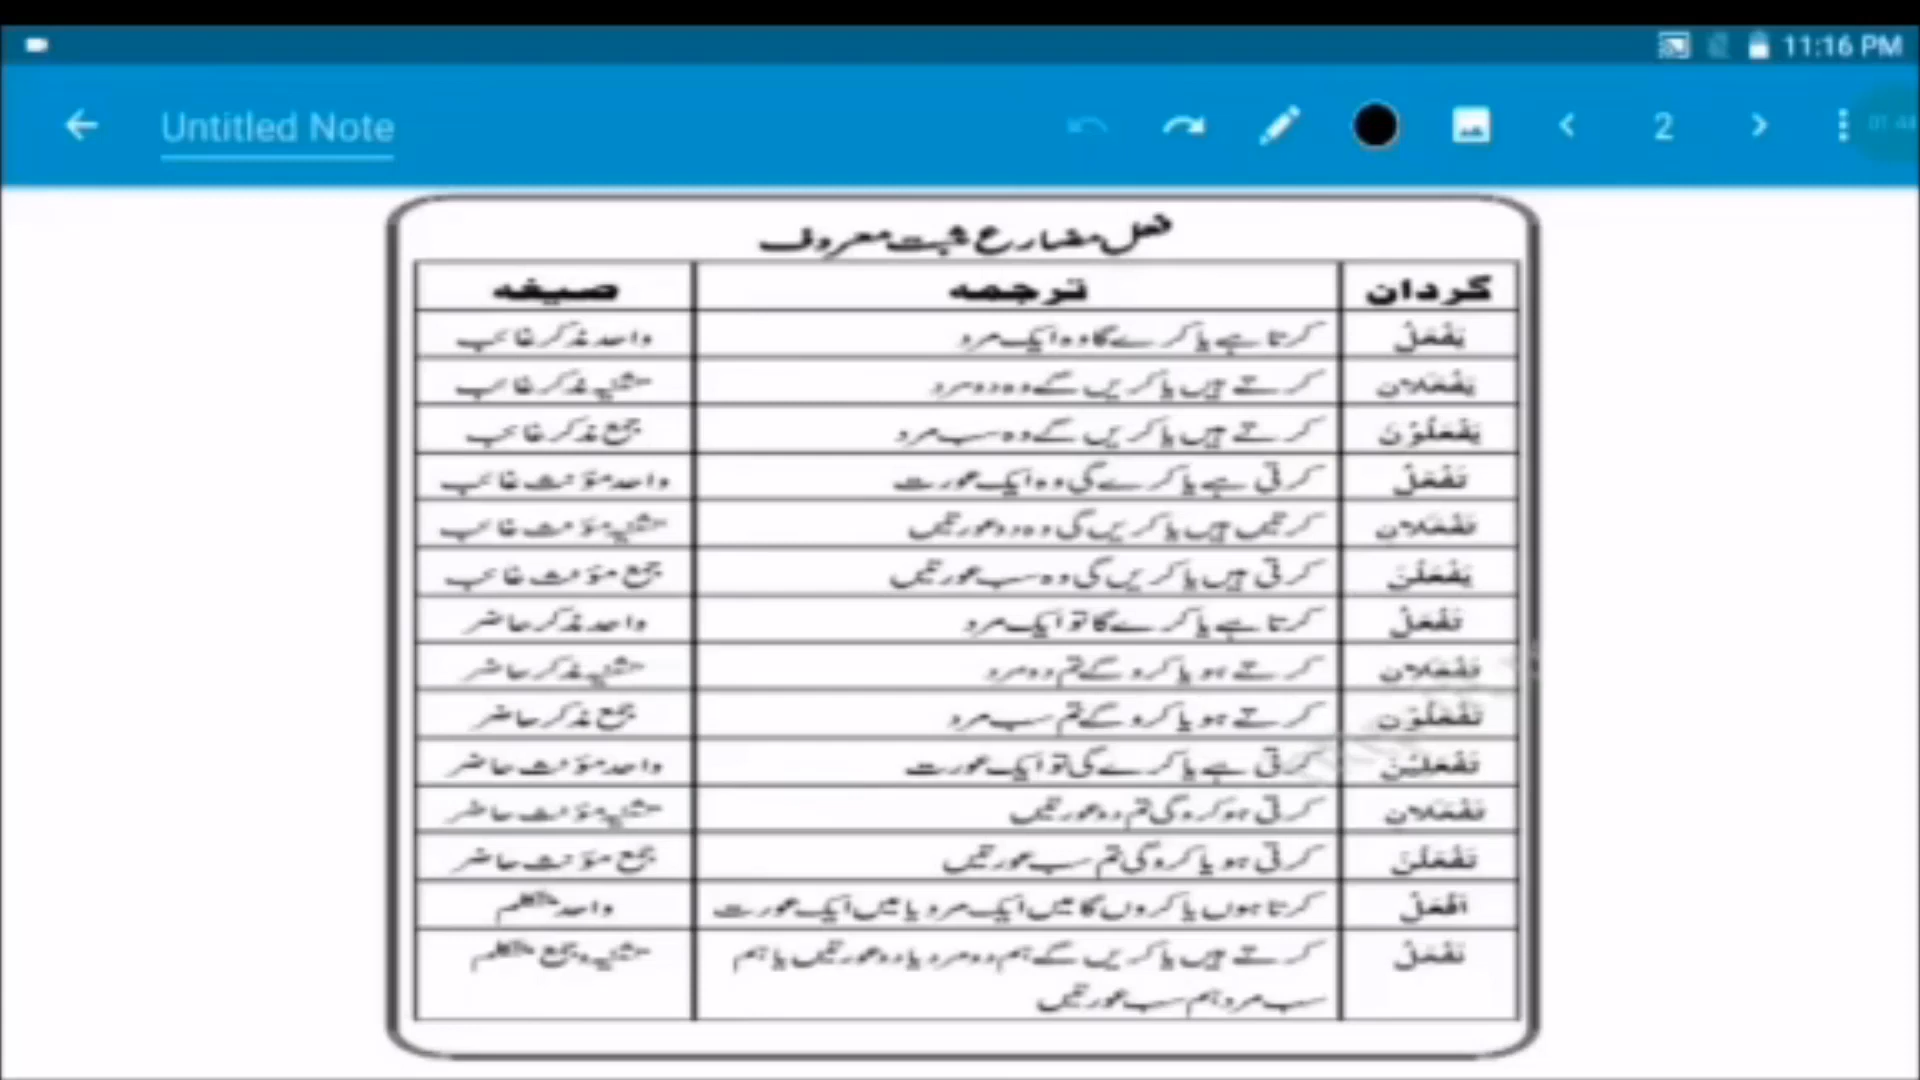 11:16 PM
Untitled Note
2
01:44
فعل مضارع مثبت معروف
گردان ترجمہ صیغہ
يَفْعَلُ کرتا ہے یا کرے گا وہ ایک مرد واحد مذکر غائب
يَفْعَلَانِ کرتے ہیں یا کریں گے وہ دو مرد تثنیہ مذکر غائب
يَفْعَلُوْنَ کرتے ہیں یا کریں گے وہ سب مرد جمع مذکر غائب
تَفْعَلُ کرتی ہے یا کرے گی وہ ایک عورت واحد مؤنث غائب
تَفْعَلَانِ کرتیں ہیں یا کریں گی وہ دو عورتیں تثنیہ مؤنث غائب
يَفْعَلْنَ کرتی ہیں یا کریں گی وہ سب عورتیں جمع مؤنث غائب
تَفْعَلُ کرتا ہے یا کرے گا تو ایک مرد واحد مذکر حاضر
تَفْعَلَانِ کرتے ہو یا کرو گے تم دو مرد تثنیہ مذکر حاضر
تَفْعَلُوْنَ کرتے ہو یا کرو گے تم سب مرد جمع مذکر حاضر
تَفْعَلِيْنَ کرتی ہے یا کرے گی تو ایک عورت واحد مؤنث حاضر
تَفْعَلَانِ کرتی ہو کرو گی تم دو عورتیں تثنیہ مؤنث حاضر
تَفْعَلْنَ کرتی ہو یا کرو گی تم سب عورتیں جمع مؤنث حاضر
اَفْعَلُ کرتا ہوں یا کروں گا میں ایک مرد یا میں ایک عورت واحد متکلم
نَفْعَلُ کرتے ہیں یا کریں گے ہم دو مرد یا دو عورتیں یا ہم تثنیہ و جمع متکلم
سب مرد ہم سب عورتیں